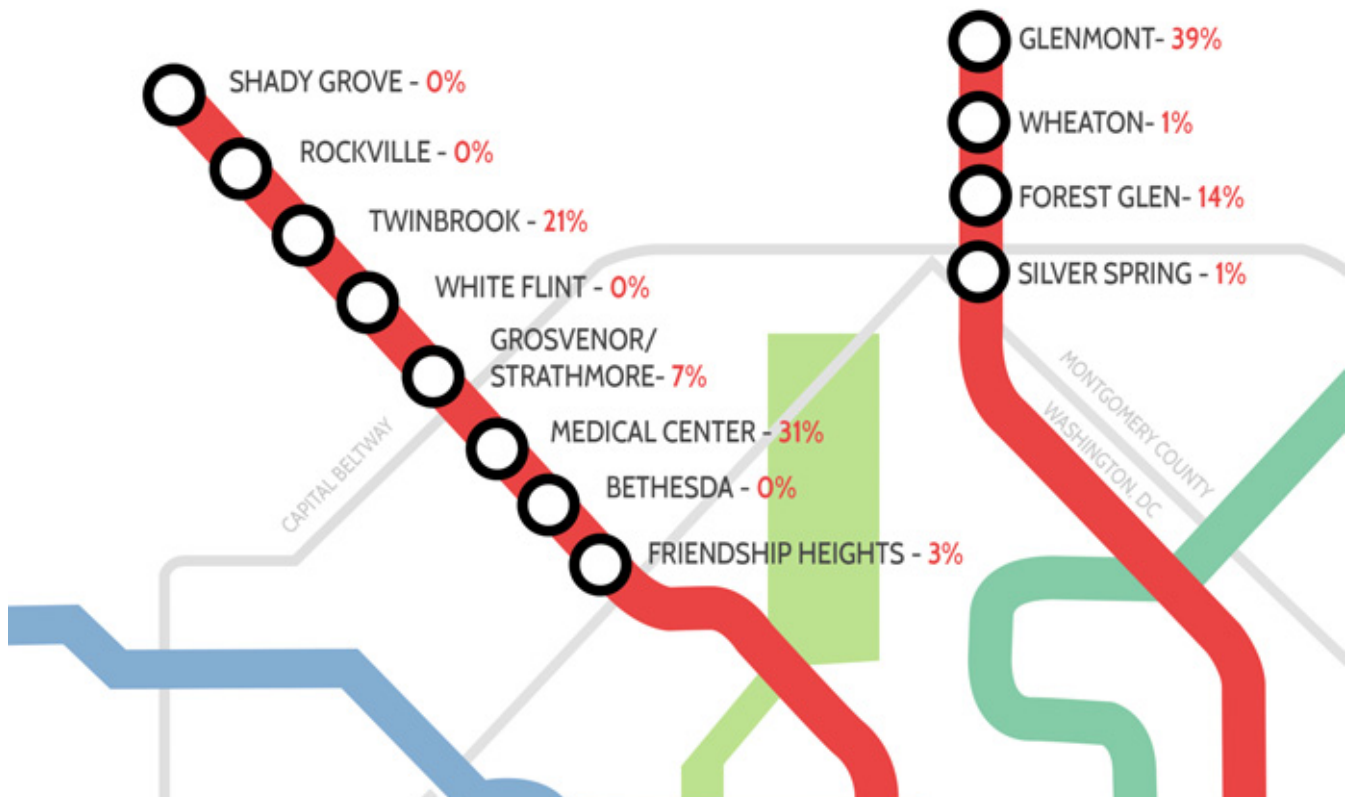 SHADY GROVE - 0%
ROCKVILLE - 0%
TWINBROOK - 21%
WHITE FLINT - 0%
GROSVENOR/
STRATHMORE- 7%
MEDICAL CENTER - 31%
BETHESDA - 0%
FRIENDSHIP HEIGHTS - 3%
GLENMONT- 39%
WHEATON- 1%
FOREST GLEN- 14%
SILVER SPRING - 1%
CAPITAL BELTWAY
MONTGOMERY COUNTY
WASHINGTON, DC